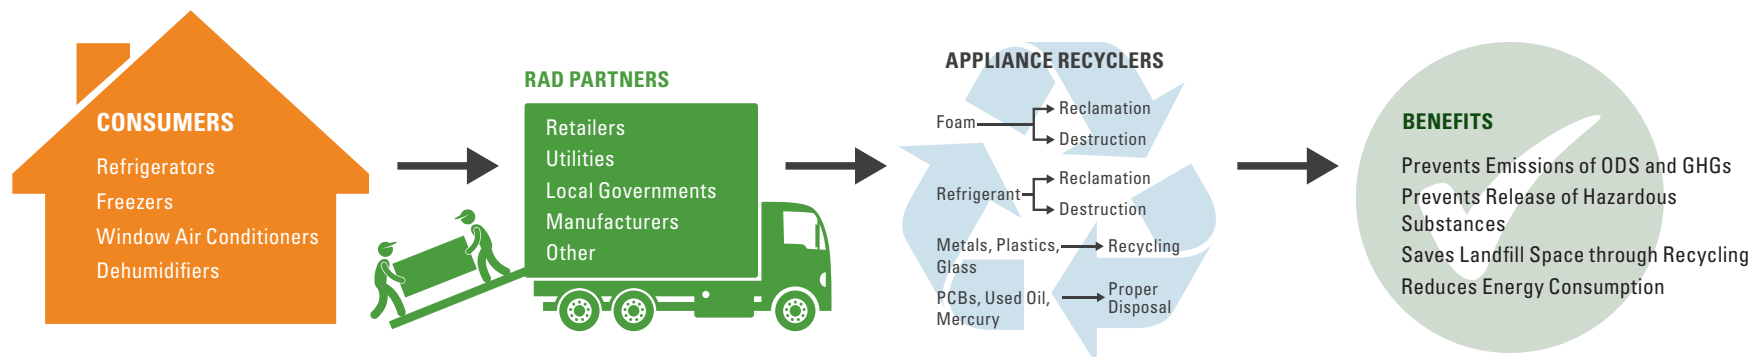 CONSUMERS
Refrigerators
Freezers
Window Air Conditioners
Dehumidifiers
RAD PARTNERS
Retailers
Utilities
Local Governments
Manufacturers
Other
APPLIANCE RECYCLERS
Foam
Reclamation
Destruction
Refrigerant
Reclamation
Destruction
Metals, Plastics,
Glass
Recycling
PCBs, Used Oil,
Mercury
Proper
Disposal
BENEFITS
Prevents Emissions of ODS and GHGs
Prevents Release of Hazardous
Substances
Saves Landfill Space through Recycling
Reduces Energy Consumption